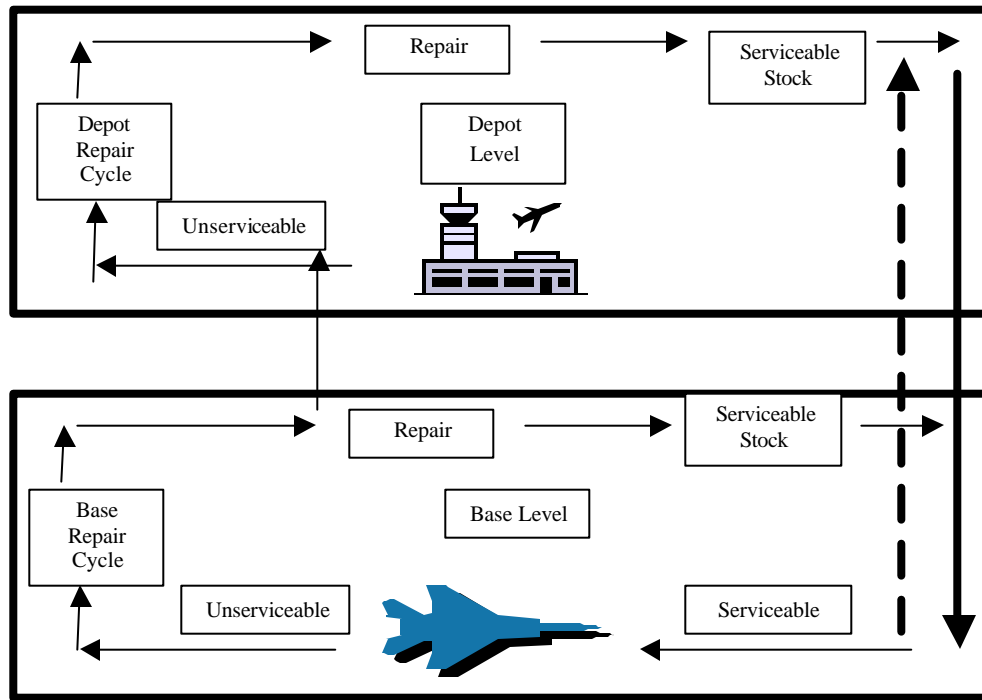 Repair
Serviceable
Stock
Depot
Repair
Cycle
Depot
Level
Unserviceable
Repair
Serviceable
Stock
Base
Repair
Cycle
Base Level
Unserviceable
Serviceable